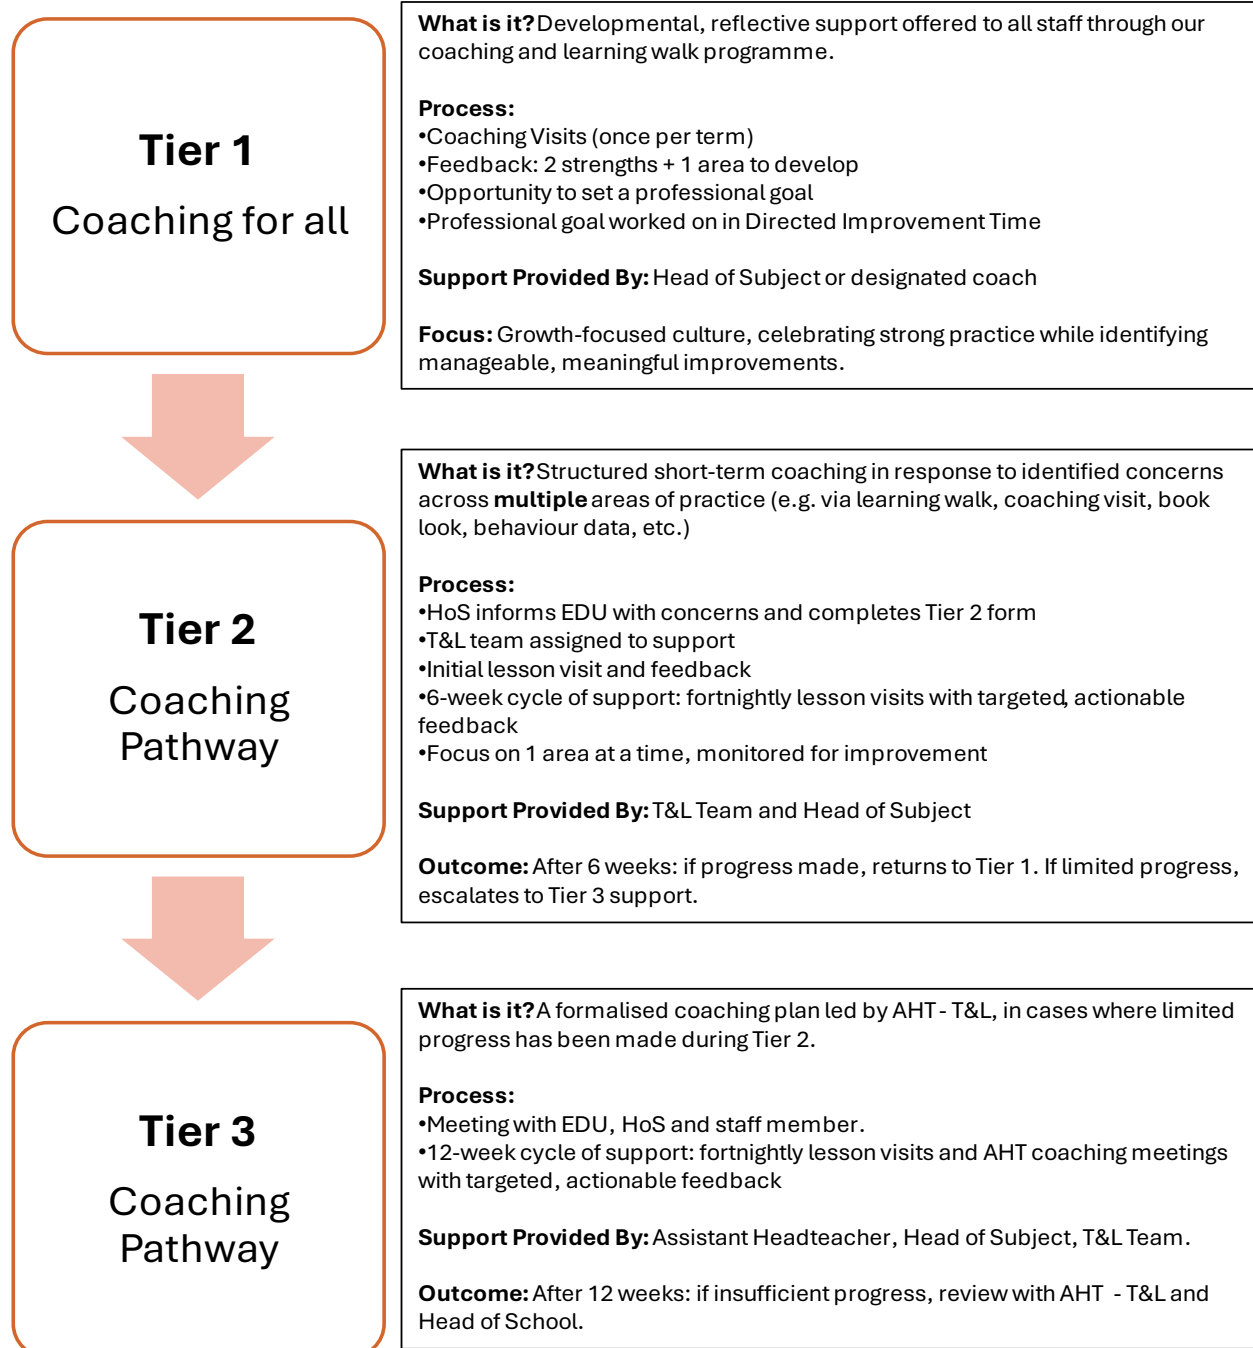 Tier 1
Coaching for all
What is it? Developmental, reflective support offered to all staff through our
coaching and learning walk programme.
Process:
•Coaching Visits (once per term)
•Feedback: 2 strengths + 1 area to develop
•Opportunity to set a professional goal
•Professional goal worked on in Directed Improvement Time
Support Provided By: Head of Subject or designated coach
Focus: Growth-focused culture, celebrating strong practice while identifying
manageable, meaningful improvements.
Tier 2
Coaching
Pathway
What is it? Structured short-term coaching in response to identified concerns
across multiple areas of practice (e.g. via learning walk, coaching visit, book
look, behaviour data, etc.)
Process:
•HoS informs EDU with concerns and completes Tier 2 form
•T&L team assigned to support
•Initial lesson visit and feedback
•6-week cycle of support: fortnightly lesson visits with targeted, actionable
feedback
•Focus on 1 area at a time, monitored for improvement
Support Provided By: T&L Team and Head of Subject
Outcome: After 6 weeks: if progress made, returns to Tier 1. If limited progress,
escalates to Tier 3 support.
Tier 3
Coaching
Pathway
What is it? A formalised coaching plan led by AHT - T&L, in cases where limited
progress has been made during Tier 2.
Process:
•Meeting with EDU, HoS and staff member.
•12-week cycle of support: fortnightly lesson visits and AHT coaching meetings
with targeted, actionable feedback
Support Provided By: Assistant Headteacher, Head of Subject, T&L Team.
Outcome: After 12 weeks: if insufficient progress, review with AHT - T&L and
Head of School.